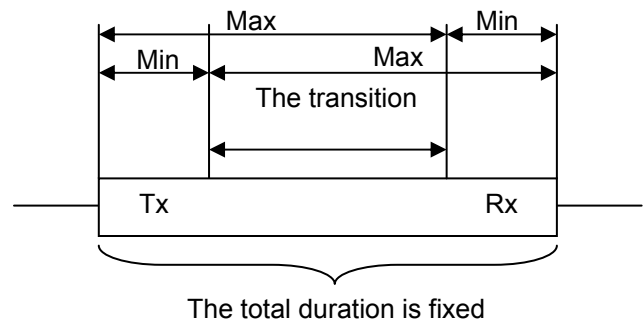 Max Min
Min Max
The transition
Tx Rx
The total duration is fixed